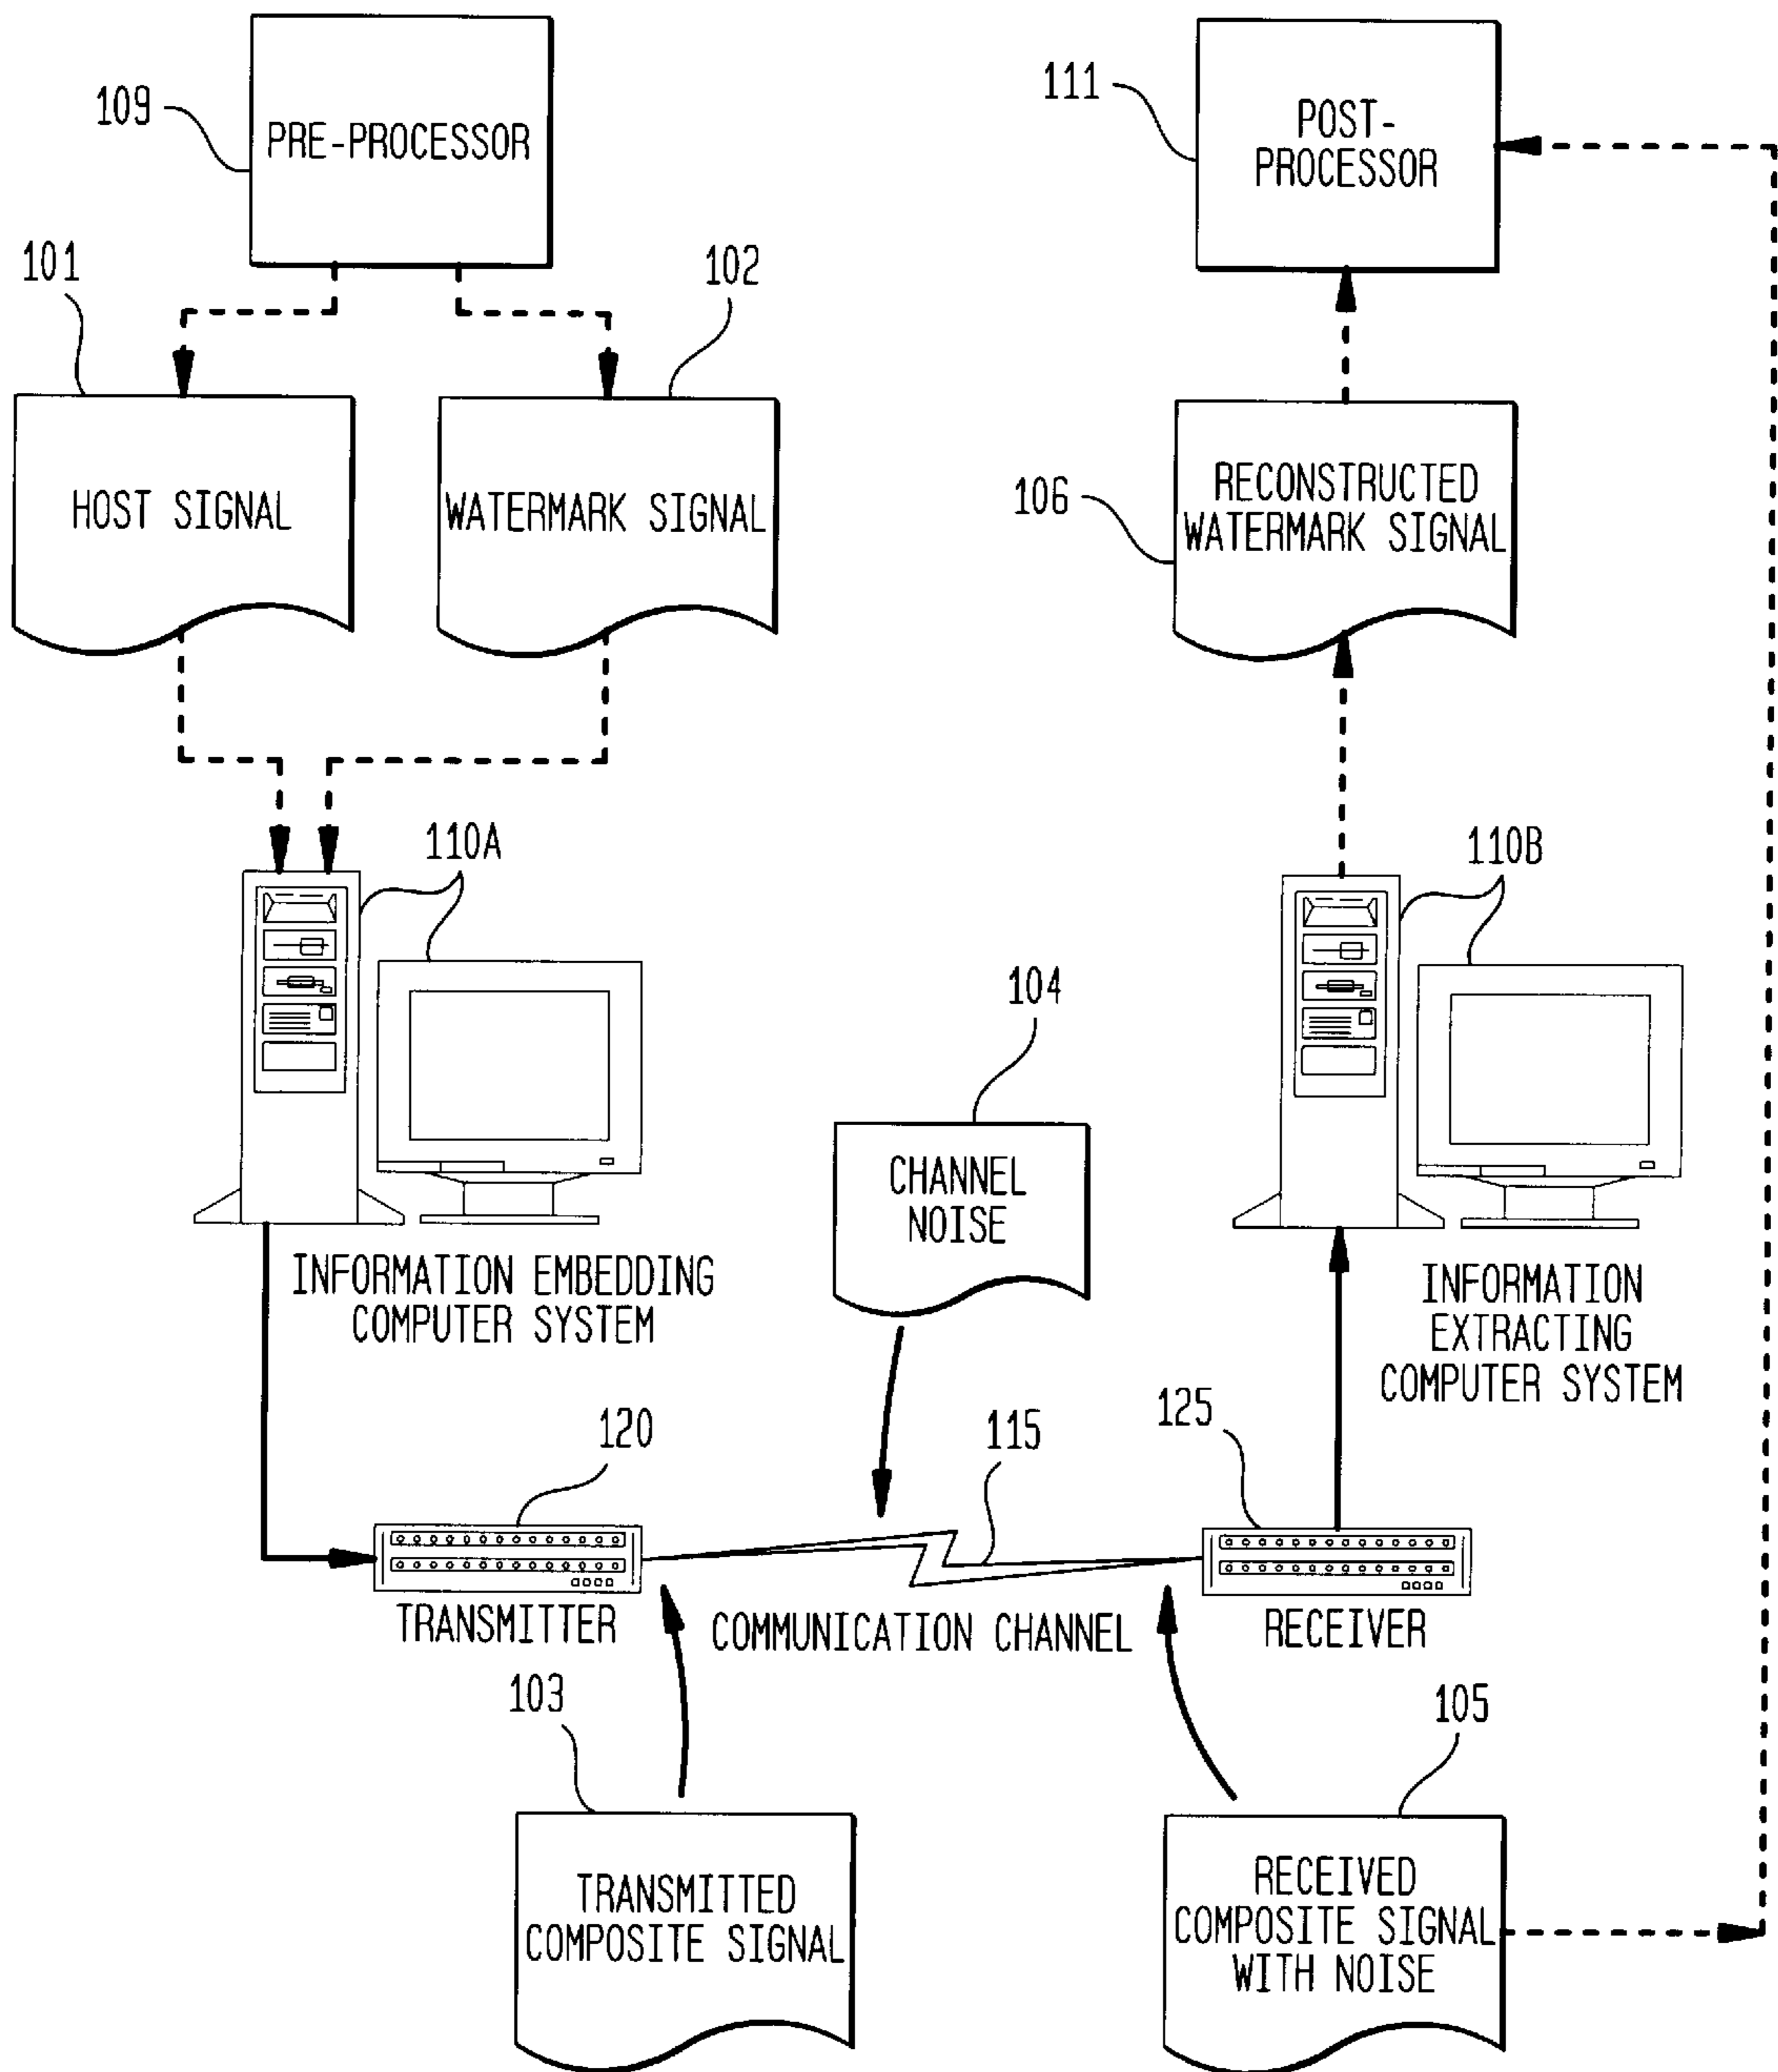 109
PRE-PROCESSOR
111
POST-
PROCESSOR
101
102
HOST SIGNAL
WATERMARK SIGNAL
106
RECONSTRUCTED
WATERMARK SIGNAL
110A
110B
104
CHANNEL
NOISE
INFORMATION EMBEDDING
COMPUTER SYSTEM
INFORMATION
EXTRACTING
COMPUTER SYSTEM
120
115
125
TRANSMITTER
COMMUNICATION CHANNEL
RECEIVER
103
105
TRANSMITTED
COMPOSITE SIGNAL
RECEIVED
COMPOSITE SIGNAL
WITH NOISE